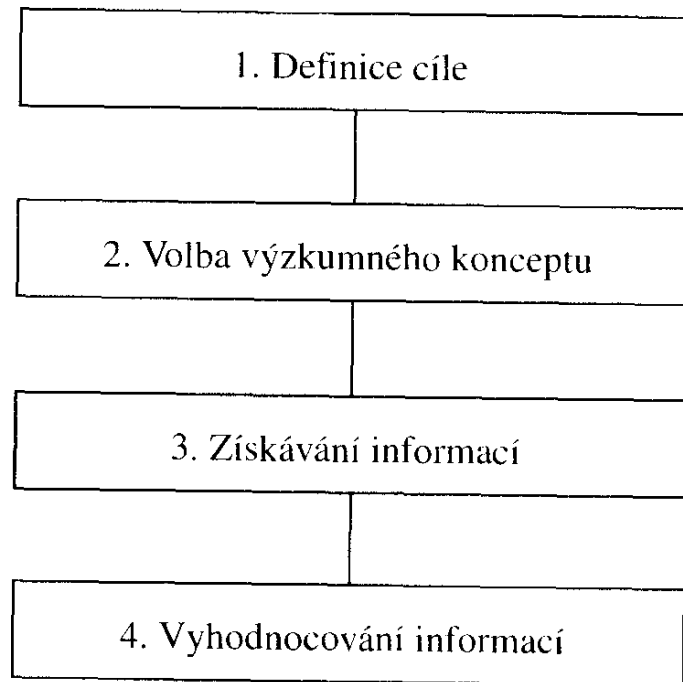 1. Definice cíle
2. Volba výzkumného konceptu
3. Získávání informací
4. Vyhodnocování informací